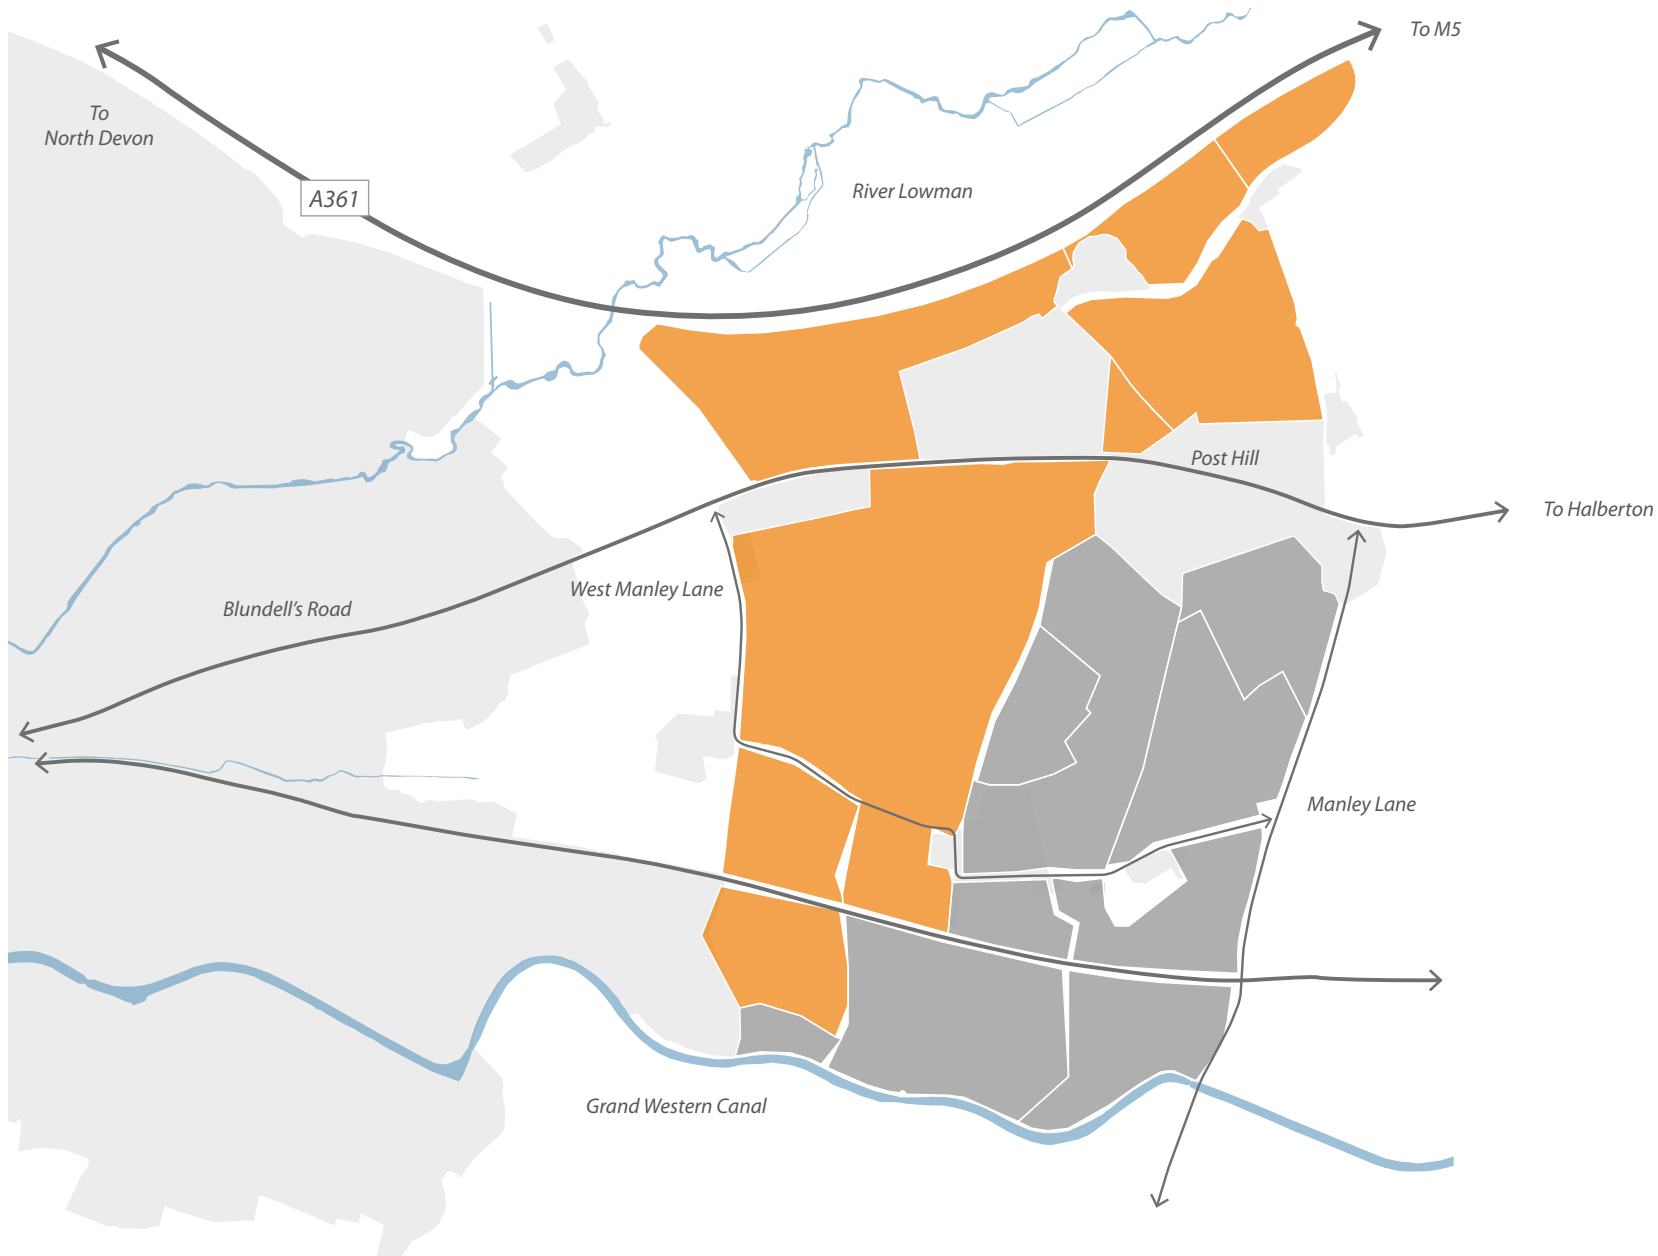 To M5
To
North Devon
A361
River Lowman
Post Hill
To Halberton
West Manley Lane
Blundell's Road
Manley Lane
Grand Western Canal